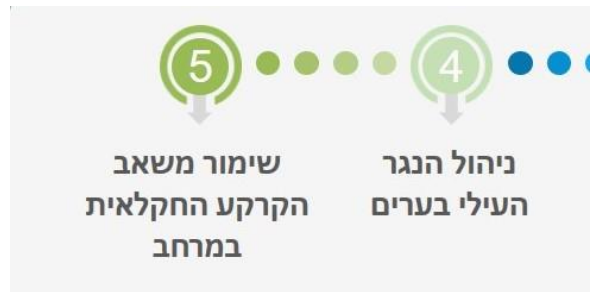 4
ניהול הנגר
העילי בערים
5
שימור משאב
הקרקע החקלאית
במרחב